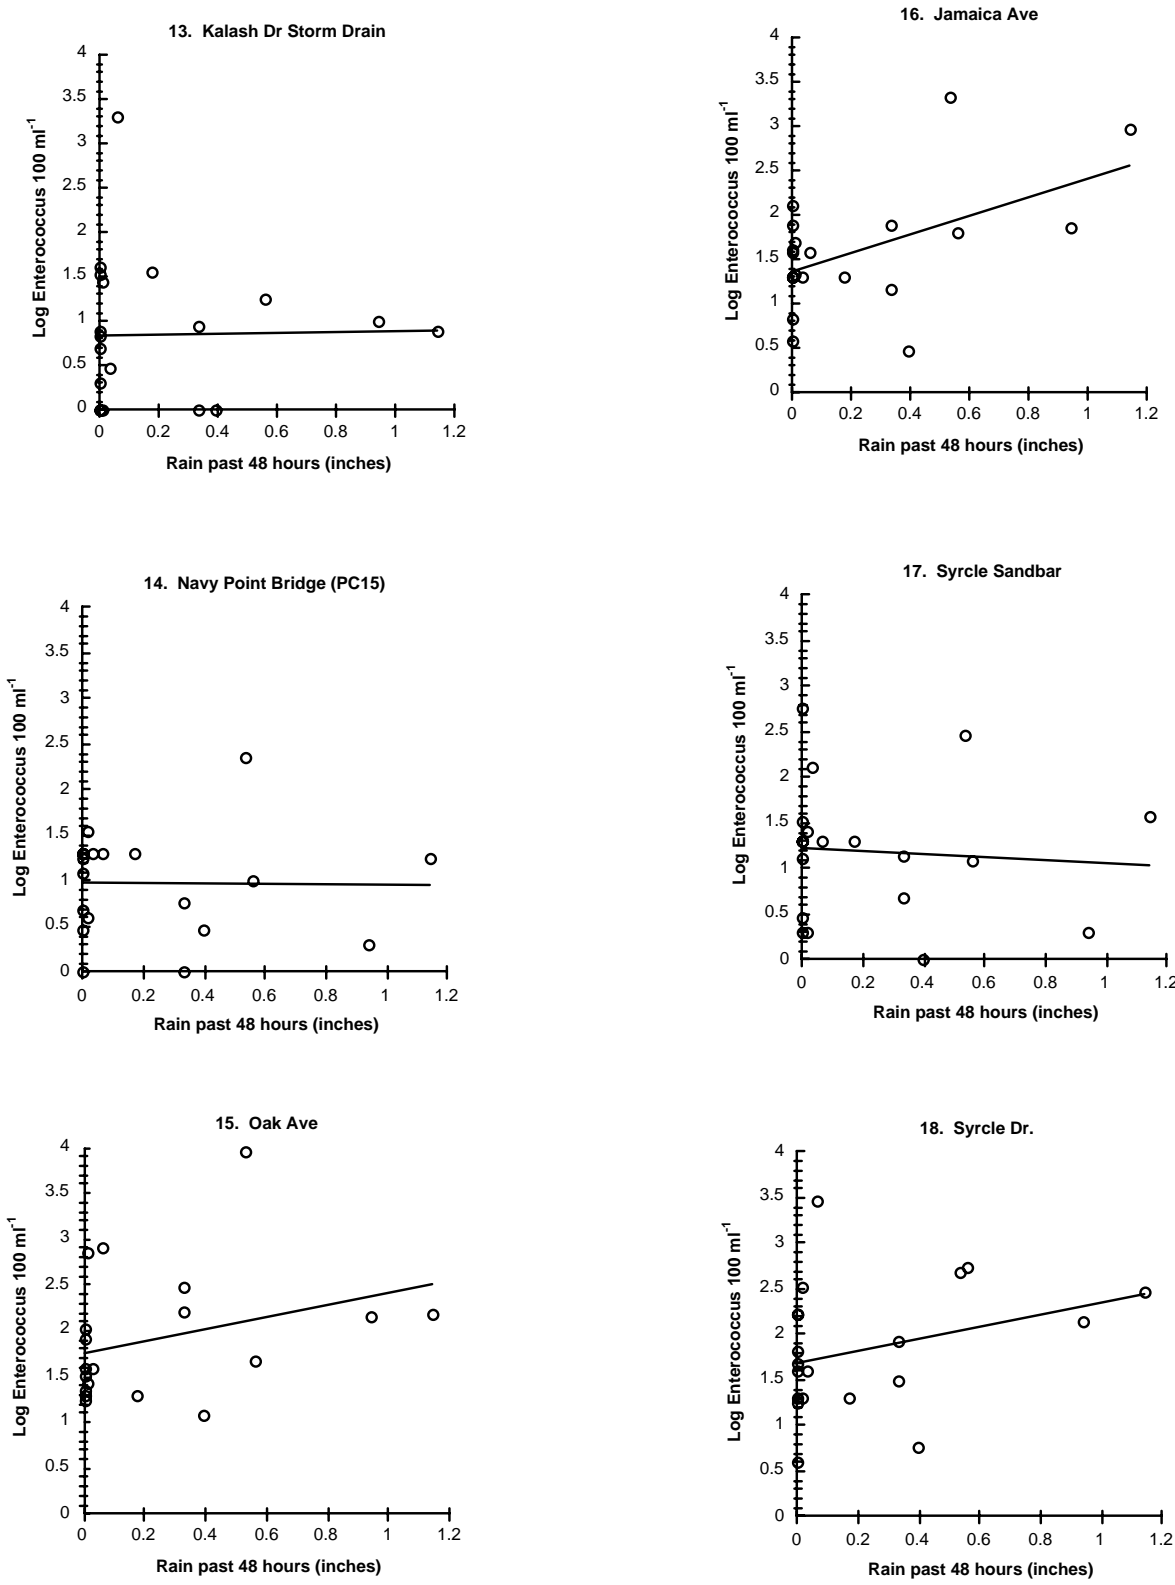 13. Kalash Dr Storm Drain
4
3.5
3
2.5
2
1.5
1
0.5
0
Log Enterococcus 100 ml-1
0 0.2 0.4 0.6 0.8 1 1.2
Rain past 48 hours (inches)
16. Jamaica Ave
4
3.5
3
2.5
2
1.5
1
0.5
0
Log Enterococcus 100 ml-1
0 0.2 0.4 0.6 0.8 1 1.2
Rain past 48 hours (inches)
14. Navy Point Bridge (PC15)
4
3.5
3
2.5
2
1.5
1
0.5
0
Log Enterococcus 100 ml-1
0 0.2 0.4 0.6 0.8 1 1.2
Rain past 48 hours (inches)
17. Syrcle Sandbar
4
3.5
3
2.5
2
1.5
1
0.5
0
Log Enterococcus 100 ml-1
0 0.2 0.4 0.6 0.8 1 1.2
Rain past 48 hours (inches)
15. Oak Ave
4
3.5
3
2.5
2
1.5
1
0.5
0
Log Enterococcus 100 ml-1
0 0.2 0.4 0.6 0.8 1 1.2
Rain past 48 hours (inches)
18. Syrcle Dr.
4
3.5
3
2.5
2
1.5
1
0.5
0
Log Enterococcus 100 ml-1
0 0.2 0.4 0.6 0.8 1 1.2
Rain past 48 hours (inches)